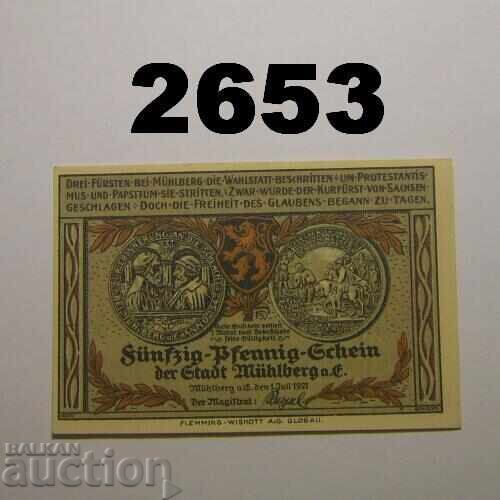 2653
DREI FÜRSTEN BEI MÜHLBERG DIE WAHLSTATT BESCHRITTEN UM PROTESTANTIS-
MUS UND PAPSTTUM SIE STRITTEN. ZWAR WURDE DER KURFÜRST VON SACHSEN
GESCHLAGEN DOCH DIE FREIHEIT DES GLAUBENS BEGANN ZU TAGEN.
Fünfzig-Pfennig-Schein
der Stadt Mühlberg a.E.
Mühlberg a.E. den 1. Juli 1921
Der Magistrat:
FLEMMING-WISKOTT A.G. GLOGAU.
BALKAN
auction